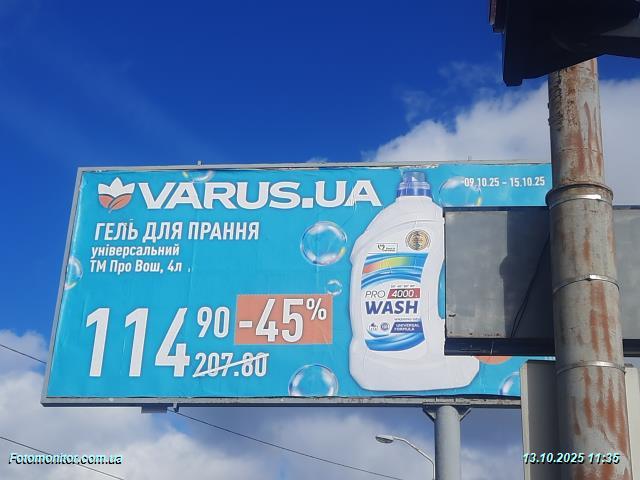 VARUS.UA
09.10.25 - 15.10.25
ГЕЛЬ ДЛЯ ПРАННЯ
універсальний
ТМ Про Вош, 4л
114 90 -45%
207.80
PRO 4000
WASH
UNIVERSAL
FORMULA
Fotomonitor.com.ua
13.10.2025 11:35